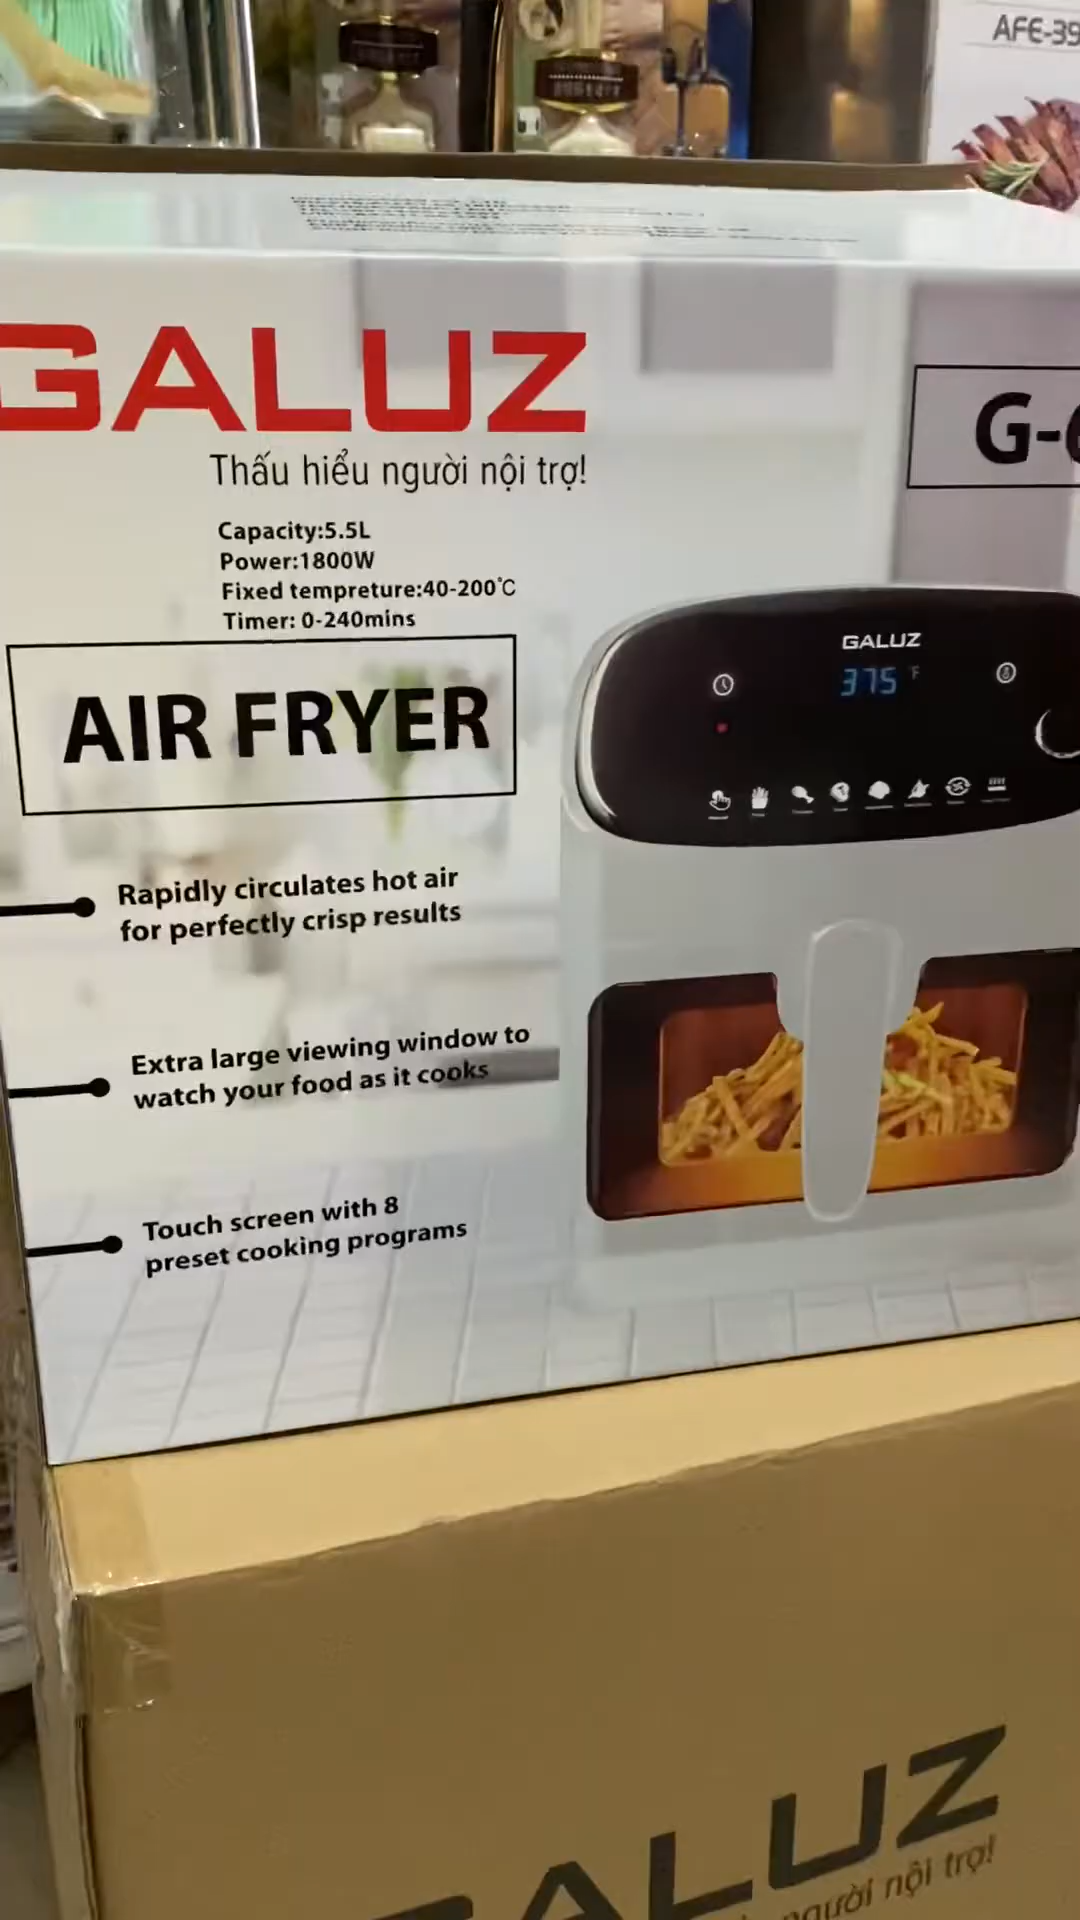 AFE-39
GALUZ
Thấu hiểu người nội trợ!
G-6
Capacity:5.5L
Power:1800W
Fixed tempreture:40-200℃
Timer: 0-240mins
AIR FRYER
GALUZ
375 °F
Rapidly circulates hot air
for perfectly crisp results
Extra large viewing window to
watch your food as it cooks
Touch screen with 8
preset cooking programs
GALUZ
người nội trợ!